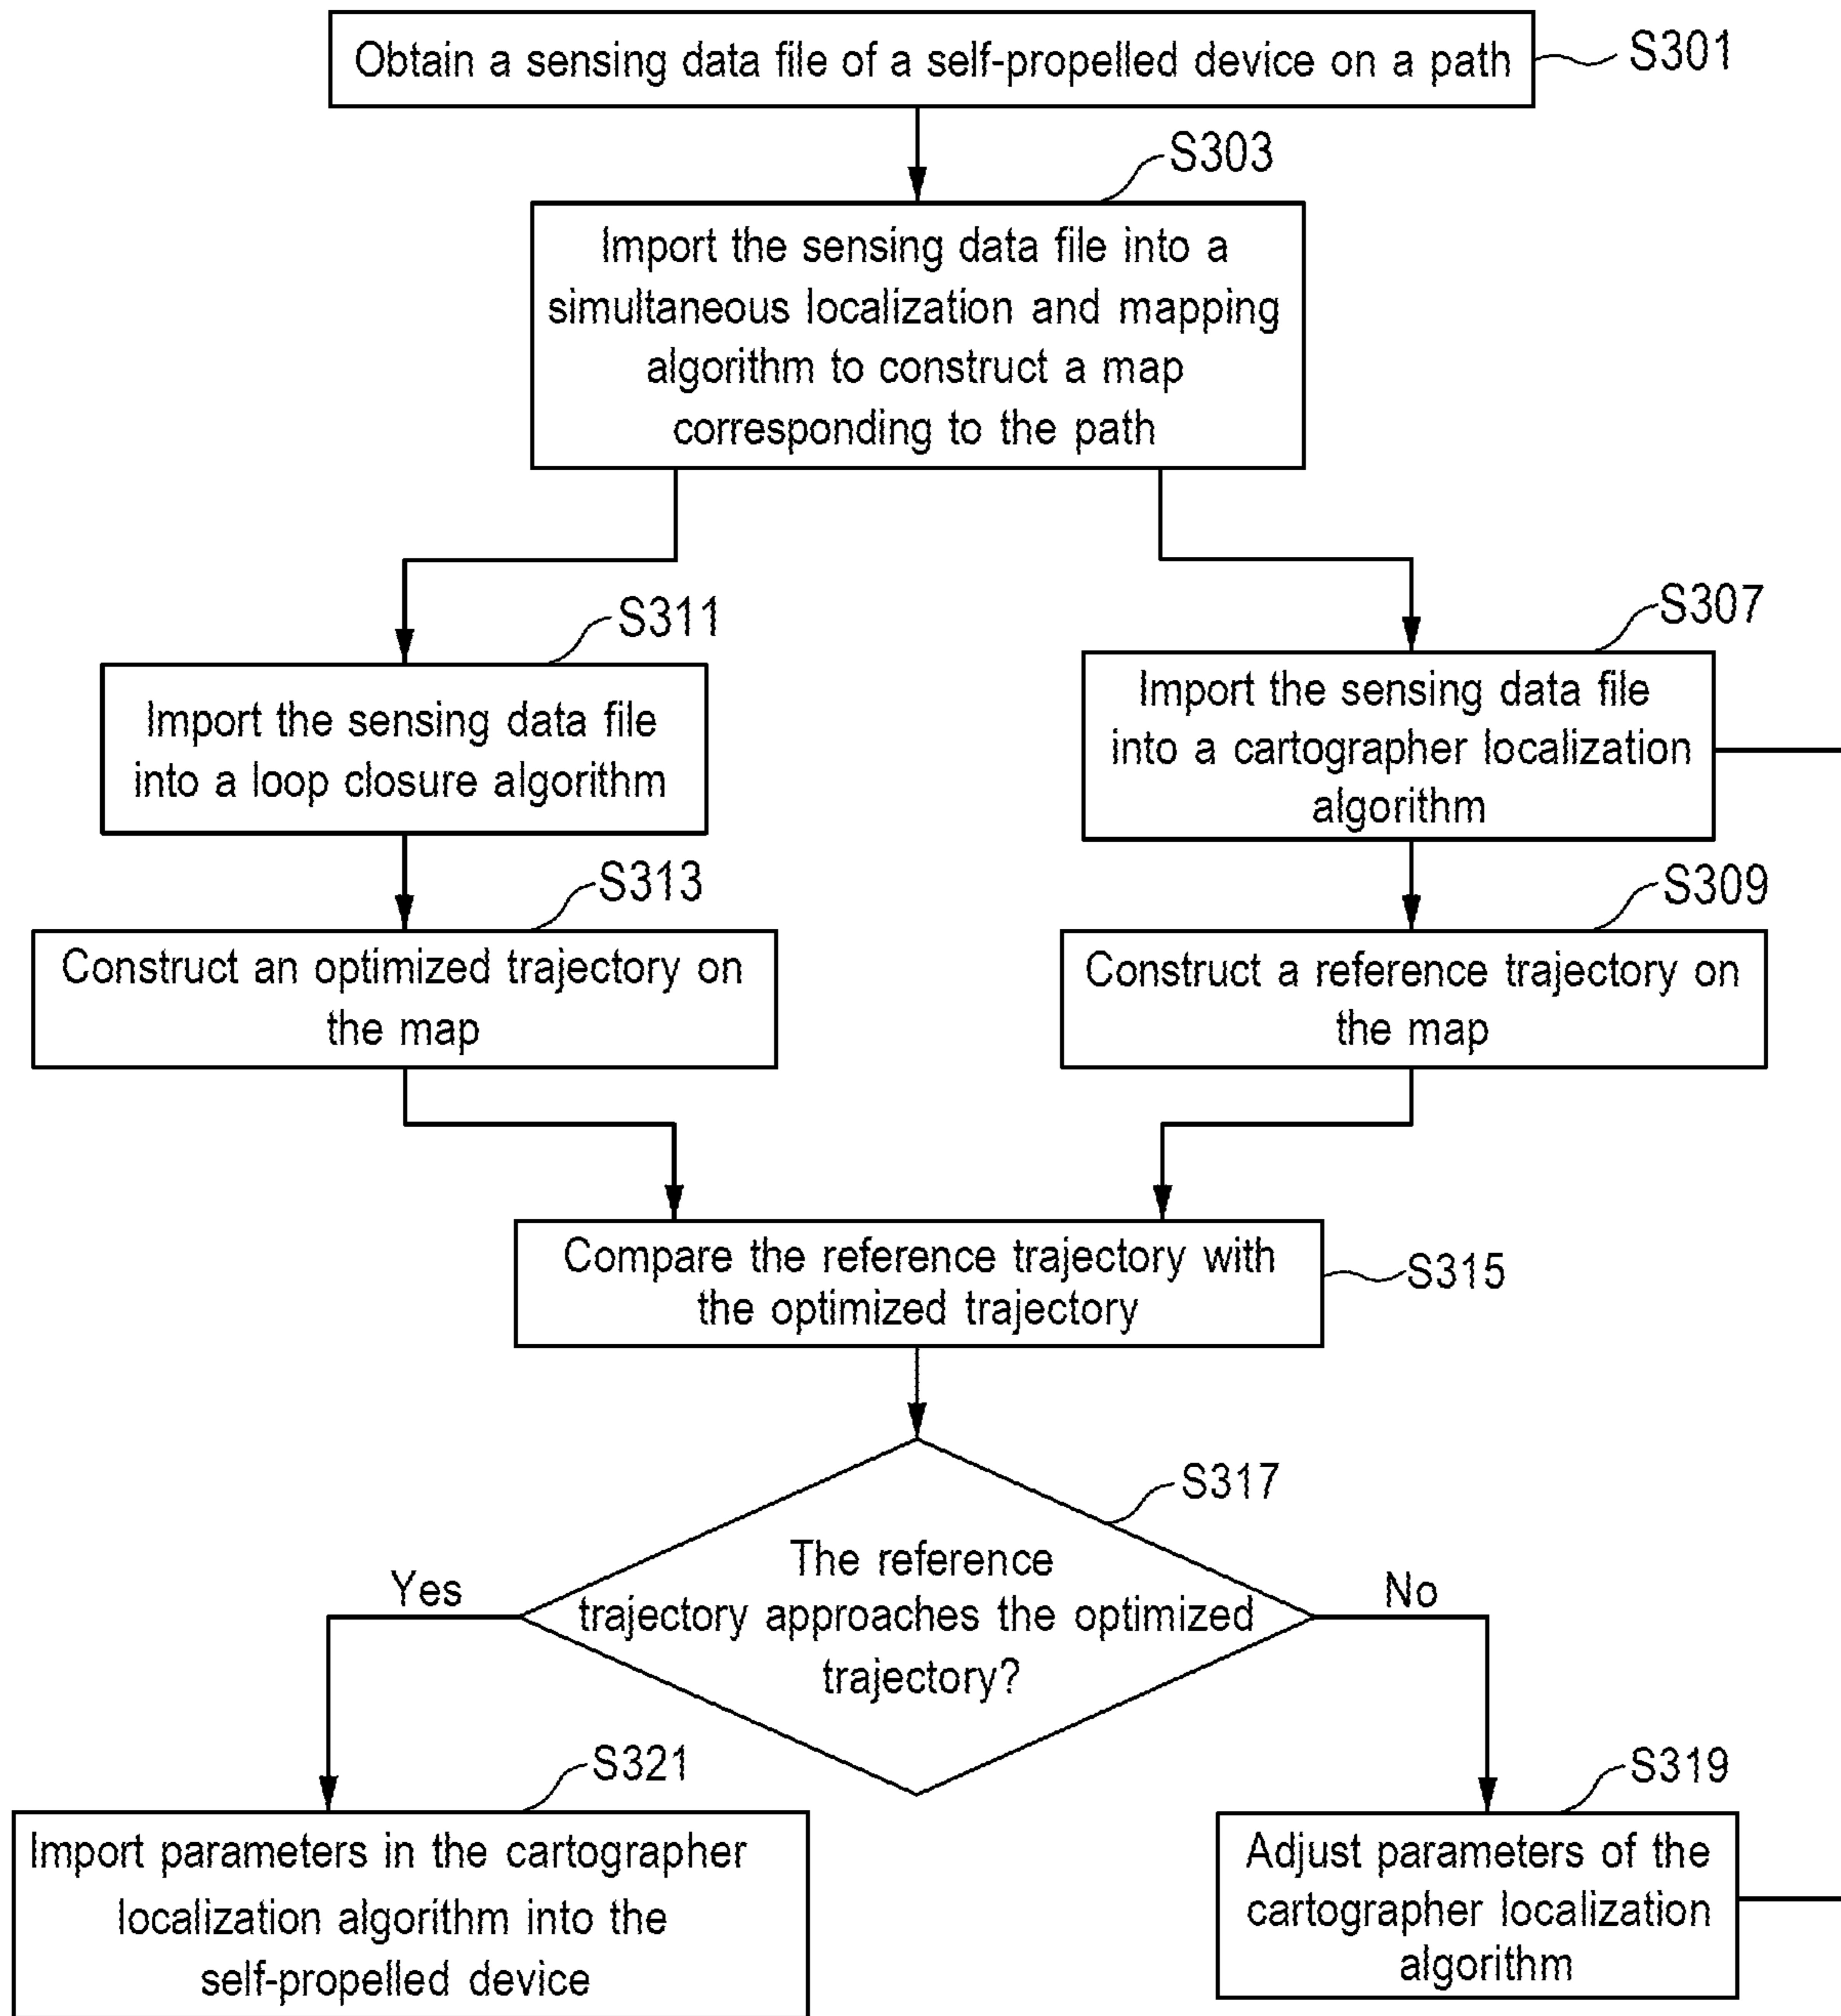 Obtain a sensing data file of a self-propelled device on a path
S301
S303
Import the sensing data file into a
simultaneous localization and mapping
algorithm to construct a map
corresponding to the path
S311
Import the sensing data file
into a loop closure algorithm
S307
Import the sensing data file
into a cartographer localization
algorithm
S313
Construct an optimized trajectory on
the map
S309
Construct a reference trajectory on
the map
Compare the reference trajectory with
the optimized trajectory
S315
S317
The reference
trajectory approaches the optimized
trajectory?
Yes
No
S321
Import parameters in the cartographer
localization algorithm into the
self-propelled device
S319
Adjust parameters of the
cartographer localization
algorithm